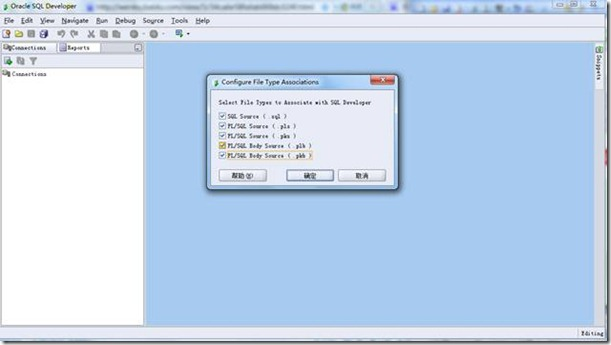 Oracle SQL Developer
File Edit View Navigate Run Debug Source Tools Help
Connections Reports
Connections
Snippets
Configure File Type Associations
Select File Types to Associate with SQL Developer
SQL Source ( .sql )
PL/SQL Source ( .pls )
PL/SQL Source ( .pks )
PL/SQL Body Source ( .plb )
PL/SQL Body Source ( .pkb )
帮助(H) 确定 取消
Editing